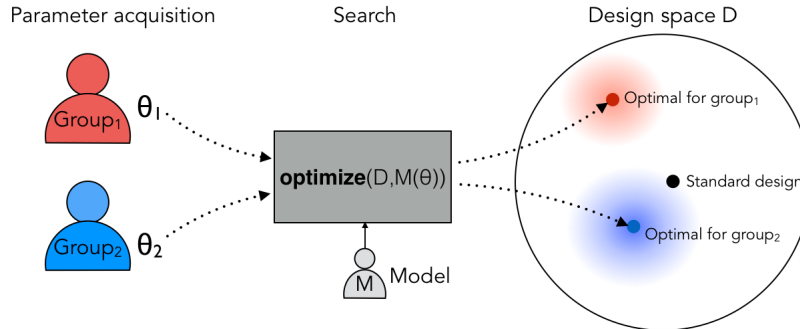 Parameter acquisition
Search
Design space D
Group₁
θ₁
Group₂
θ₂
optimize(D,M(θ))
M
Model
Optimal for group₁
Standard design
Optimal for group₂